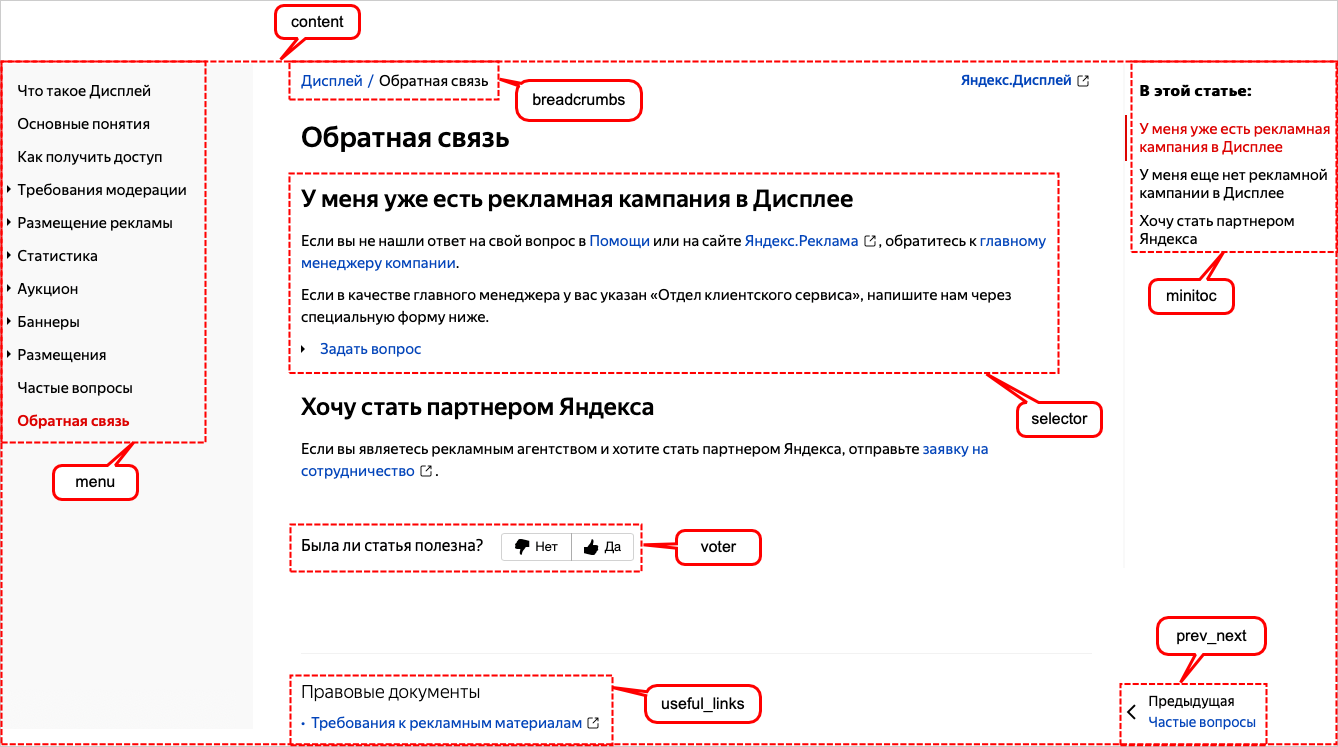 content
Что такое Дисплей
Основные понятия
Как получить доступ
Требования модерации
Размещение рекламы
Статистика
Аукцион
Баннеры
Размещения
Частые вопросы
Обратная связь
menu
Дисплей / Обратная связь
breadcrumbs
Яндекс.Дисплей
Обратная связь
У меня уже есть рекламная кампания в Дисплее
Если вы не нашли ответ на свой вопрос в Помощи или на сайте Яндекс.Реклама , обратитесь к главному
менеджеру компании.
Если в качестве главного менеджера у вас указан «Отдел клиентского сервиса», напишите нам через
специальную форму ниже.
Задать вопрос
selector
Хочу стать партнером Яндекса
Если вы являетесь рекламным агентством и хотите стать партнером Яндекса, отправьте заявку на
сотрудничество .
Была ли статья полезна? Нет Да
voter
Правовые документы
• Требования к рекламным материалам
useful_links
В этой статье:
У меня уже есть рекламная
кампания в Дисплее
У меня еще нет рекламной
кампании в Дисплее
Хочу стать партнером
Яндекса
minitoc
prev_next
Предыдущая
Частые вопросы